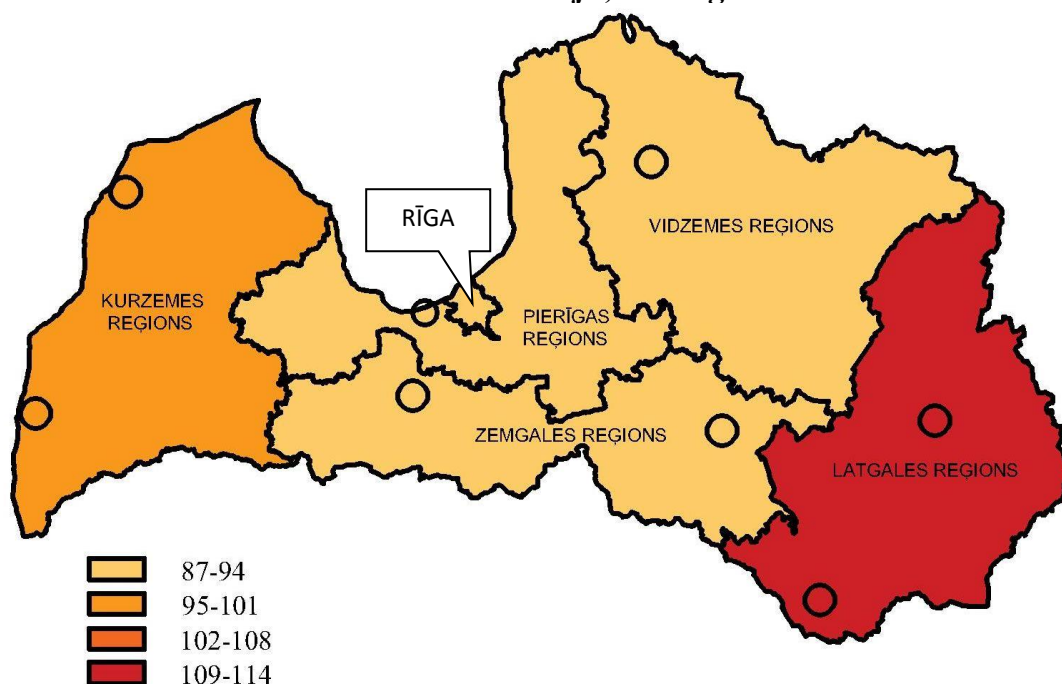 RĪGA
VIDZEMES REĢIONS
KURZEMES
REĢIONS
PIERĪGAS
REĢIONS
ZEMGALES REĢIONS
LATGALES REĢIONS
87-94
95-101
102-108
109-114